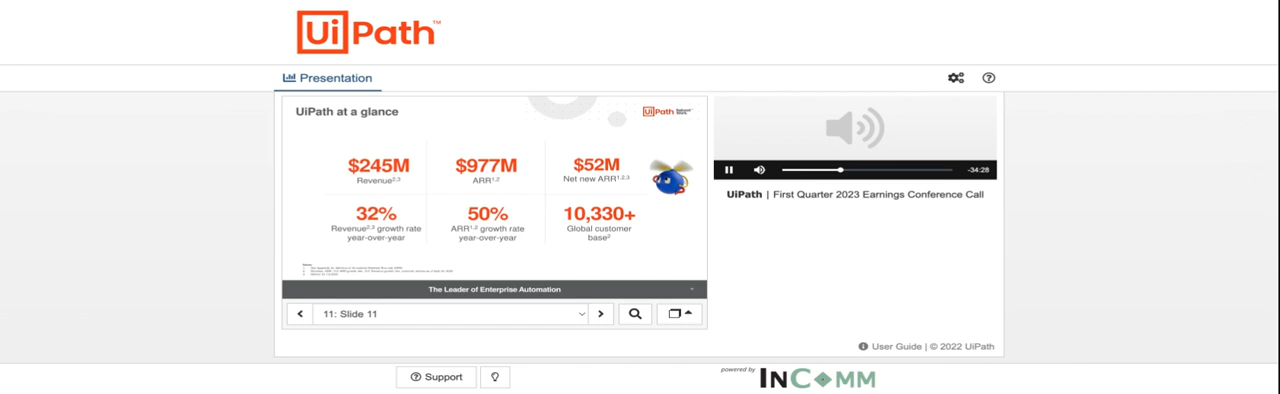 UiPath™
Presentation
UiPath at a glance
UiPath
$245M
Revenue2,3
$977M
ARR1,2
$52M
Net new ARR1,2,3
32%
Revenue2,3 growth rate
year-over-year
50%
ARR1,2 growth rate
year-over-year
10,330+
Global customer
base2
The Leader of Enterprise Automation
11: Slide 11
-34:28
UiPath | First Quarter 2023 Earnings Conference Call
User Guide | © 2022 UiPath
Support
powered by INCOMM